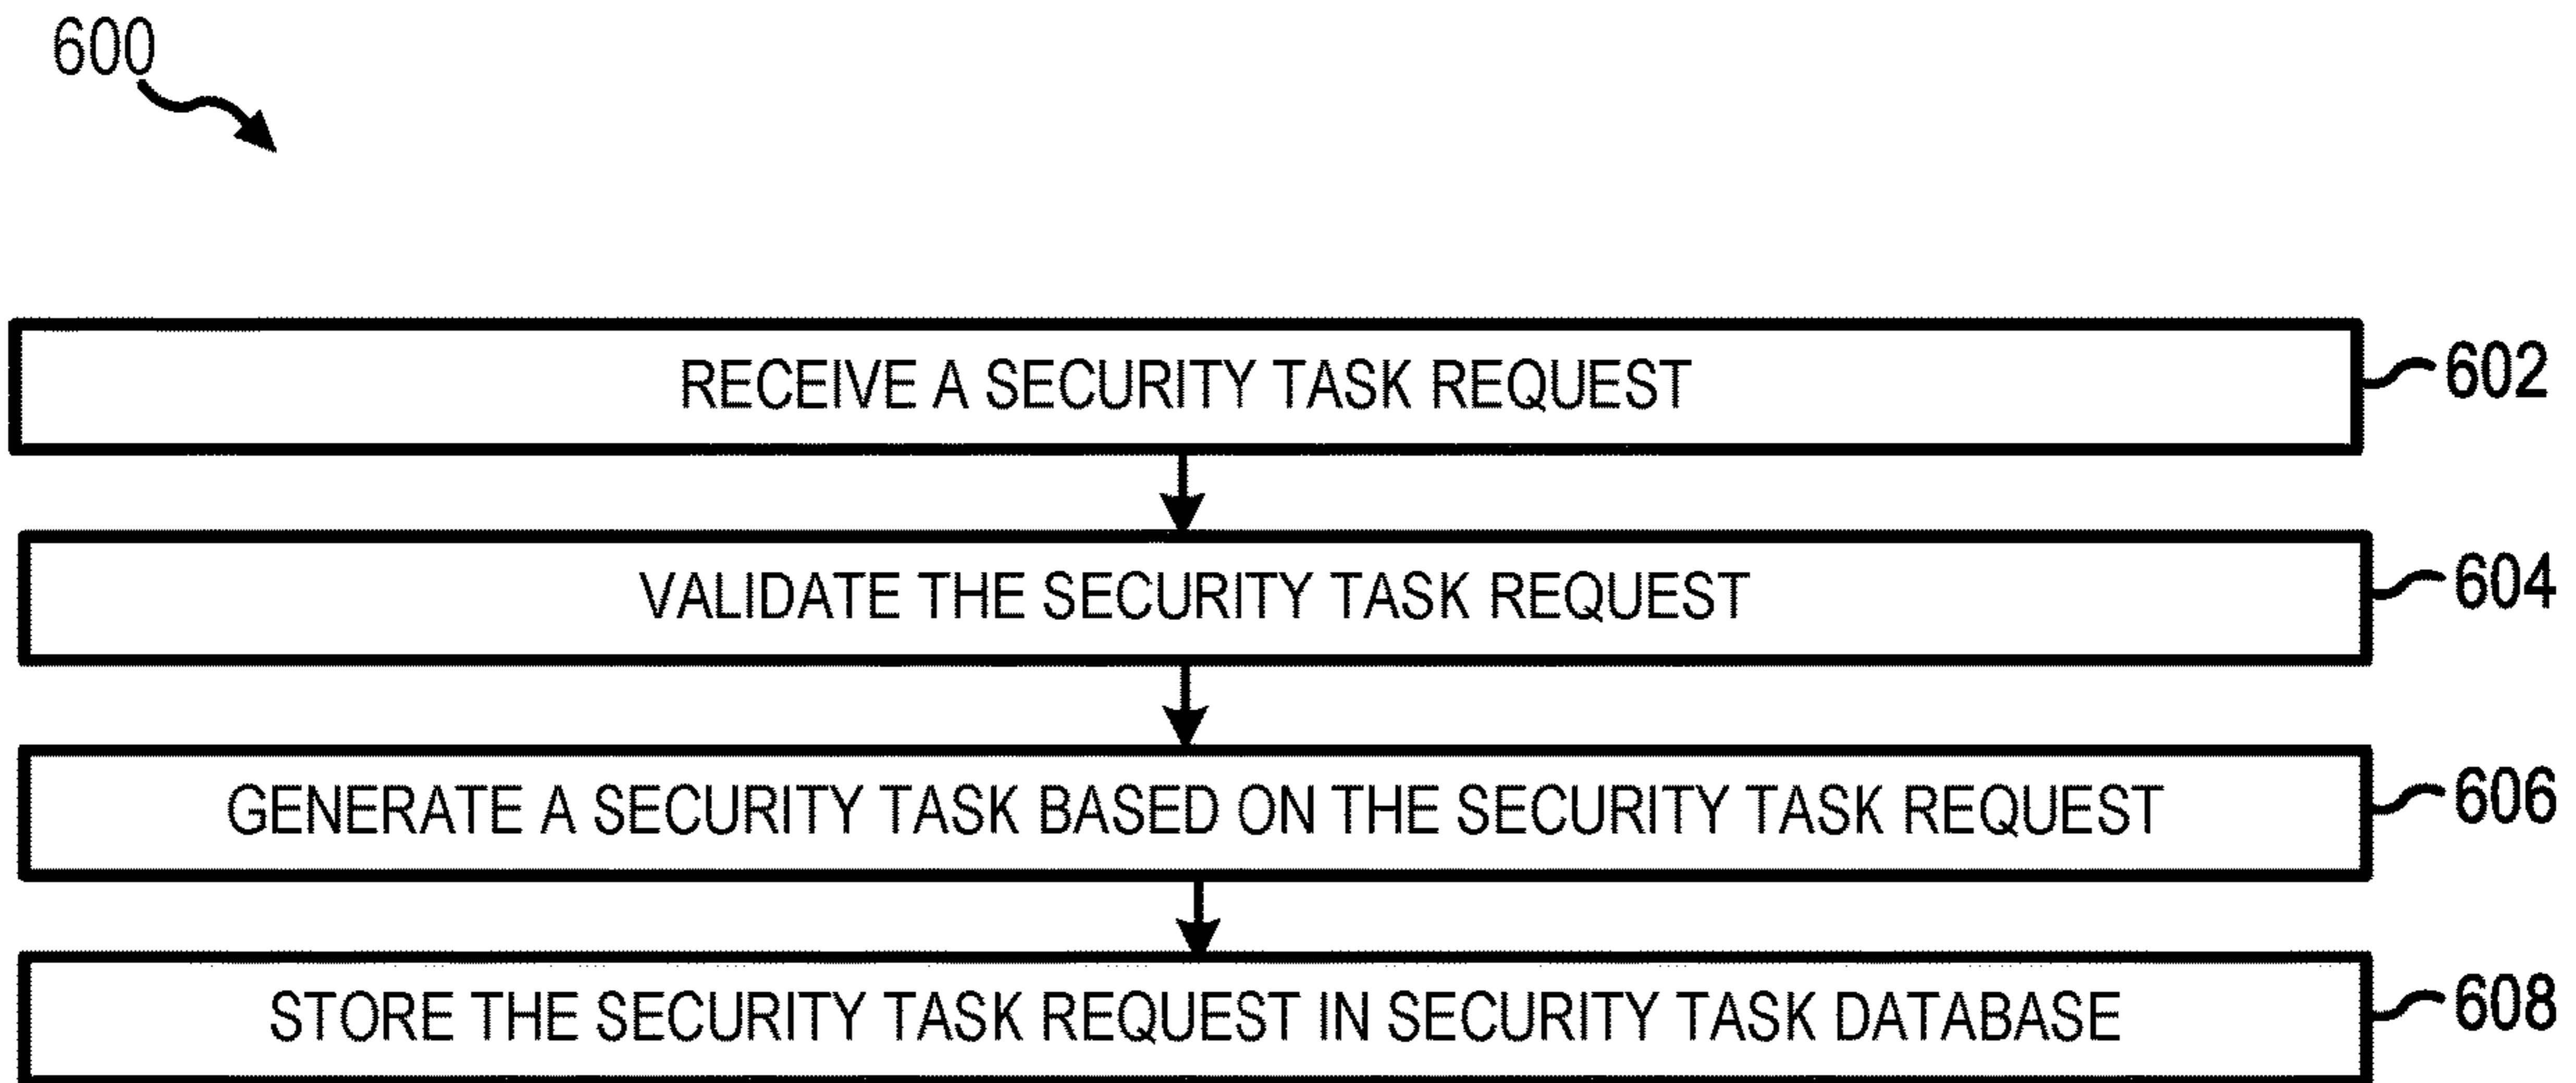 600
RECEIVE A SECURITY TASK REQUEST
602
VALIDATE THE SECURITY TASK REQUEST
604
GENERATE A SECURITY TASK BASED ON THE SECURITY TASK REQUEST
606
STORE THE SECURITY TASK REQUEST IN SECURITY TASK DATABASE
608